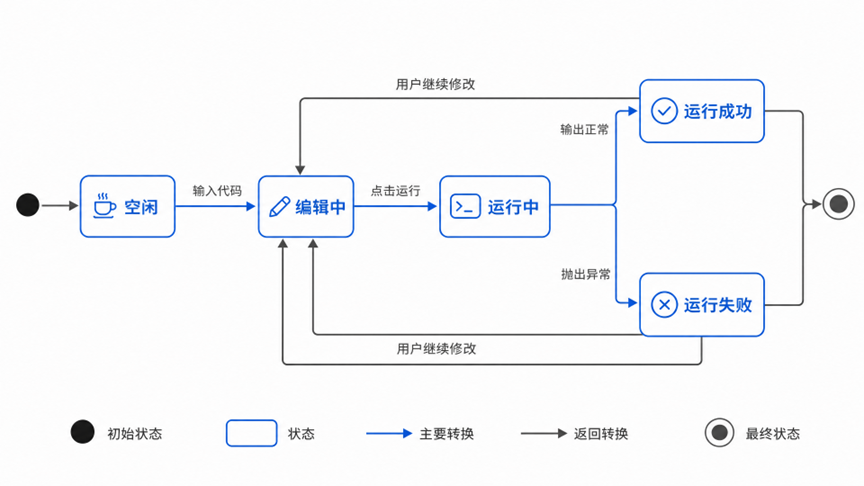 用户继续修改
运行成功
输出正常
空闲
输入代码
编辑中
点击运行
运行中
抛出异常
运行失败
用户继续修改
初始状态
状态
主要转换
返回转换
最终状态